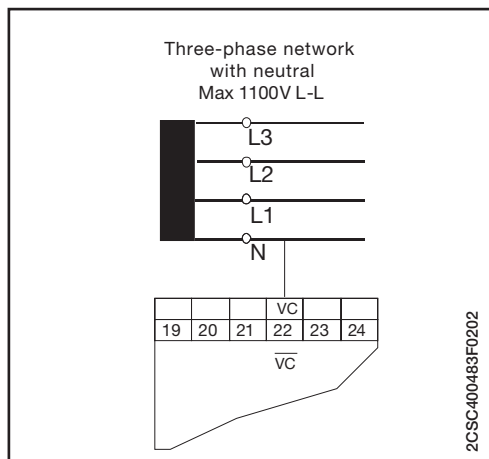 Three-phase network
with neutral
Max 1100V L-L
L3
L2
L1
N
VC
19 20 21 22 23 24
VC
2CSC400483F0202